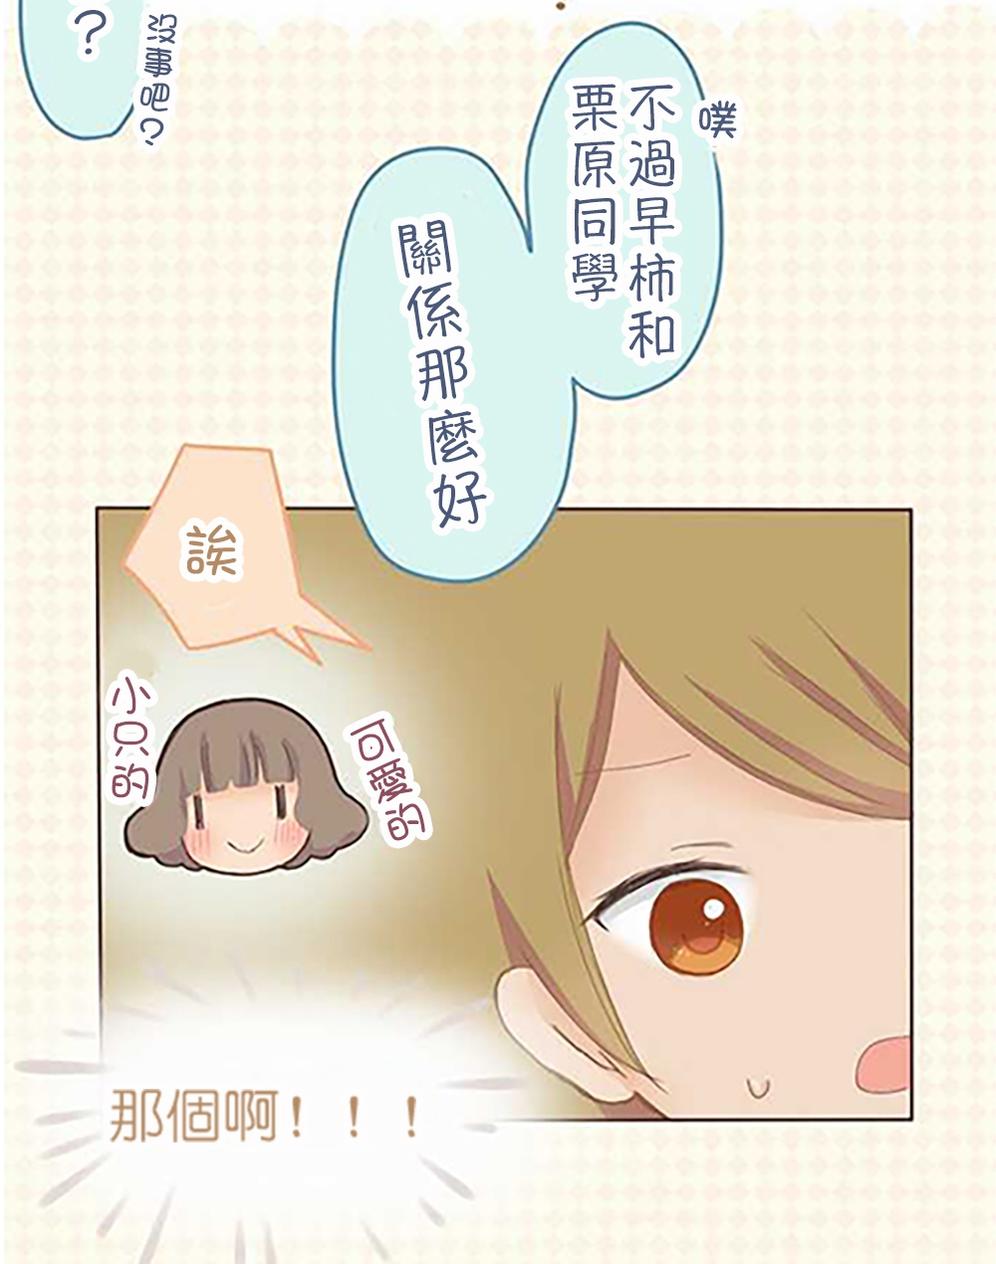 ？
沒事吧？
噗
不過早柿和
栗原同學
關係那麼好
誒
小只的
可愛的
那個啊！！！